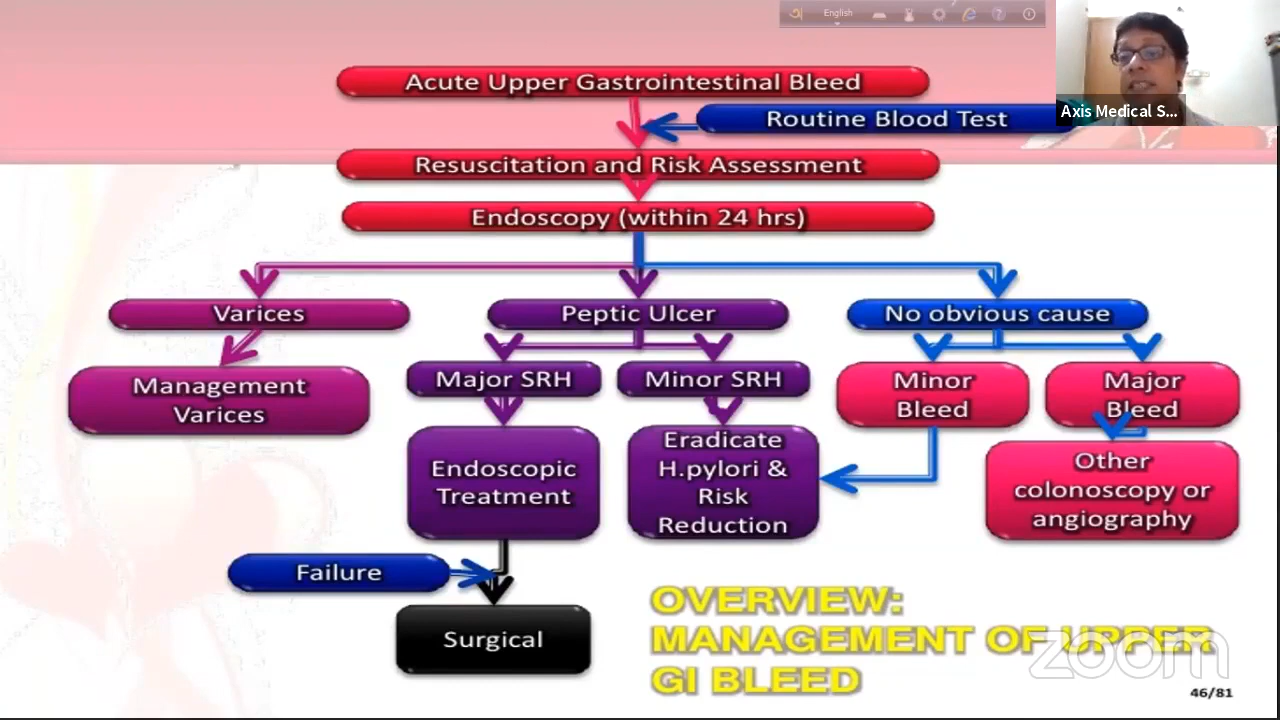 English
Axis Medical S...
Acute Upper Gastrointestinal Bleed
Routine Blood Test
Resuscitation and Risk Assessment
Endoscopy (within 24 hrs)
Varices
Peptic Ulcer
No obvious cause
Management
Varices
Major SRH
Minor SRH
Minor
Bleed
Major
Bleed
Endoscopic
Treatment
Eradicate
H.pylori &
Risk
Reduction
Other
colonoscopy or
angiography
Failure
Surgical
OVERVIEW:
MANAGEMENT OF UPPER
GI BLEED
zoom
46/81